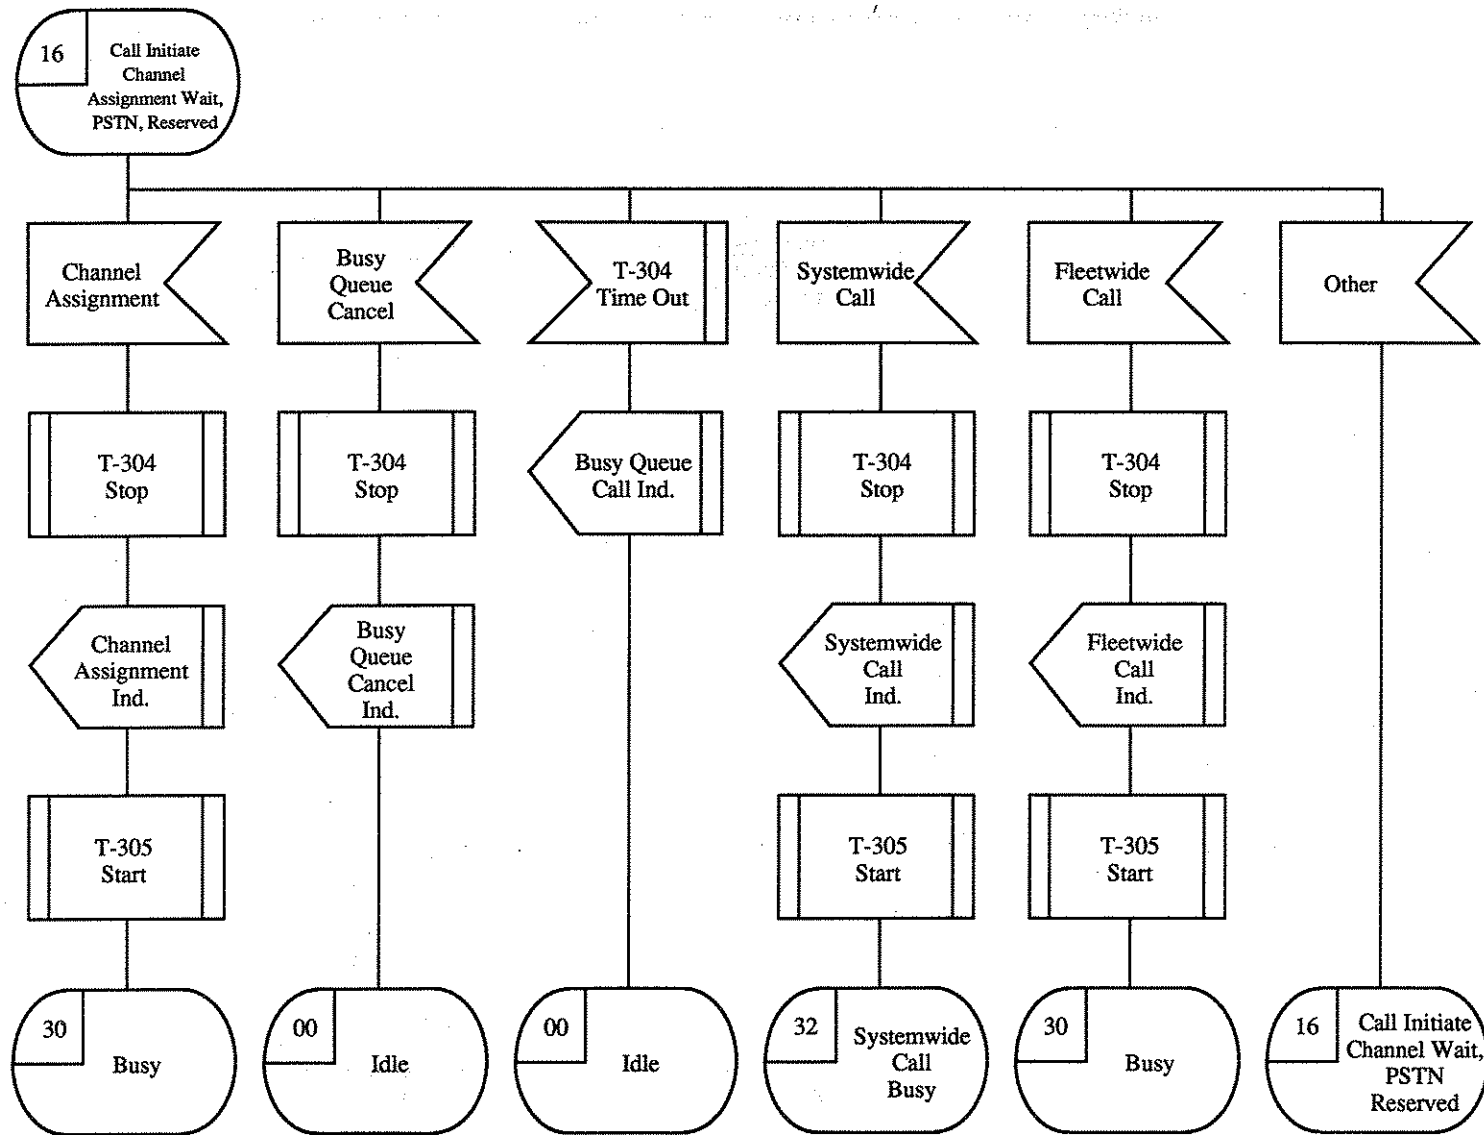 16
Call Initiate
Channel
Assignment Wait,
PSTN, Reserved
Channel
Assignment
Busy
Queue
Cancel
T-304
Time Out
Systemwide
Call
Fleetwide
Call
Other
T-304
Stop
T-304
Stop
Busy Queue
Call Ind.
T-304
Stop
T-304
Stop
Channel
Assignment
Ind.
Busy
Queue
Cancel
Ind.
Systemwide
Call
Ind.
Fleetwide
Call
Ind.
T-305
Start
T-305
Start
T-305
Start
30
Busy
00
Idle
00
Idle
32
Systemwide
Call
Busy
30
Busy
16
Call Initiate
Channel Wait,
PSTN
Reserved